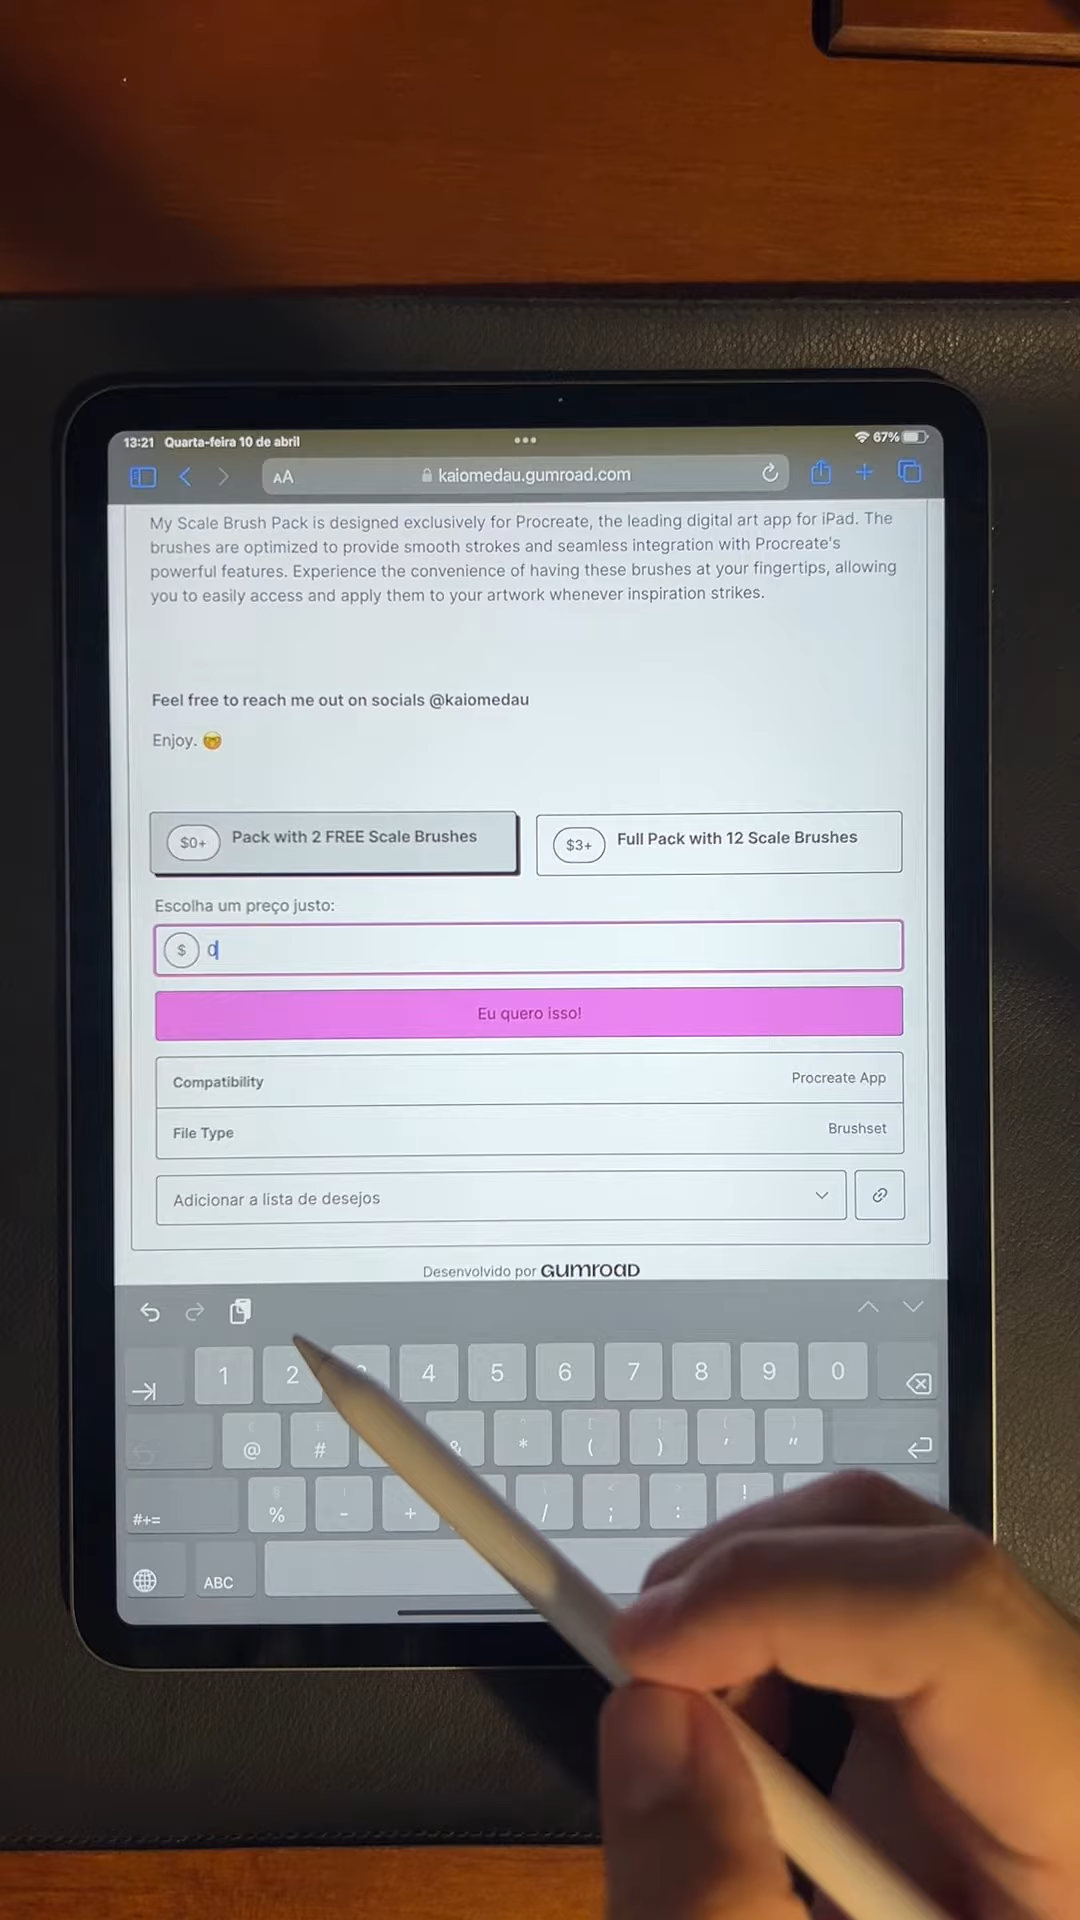 13:21 Quarta-feira 10 de abril
67%
AA kaiomedau.gumroad.com
My Scale Brush Pack is designed exclusively for Procreate, the leading digital art app for iPad. The
brushes are optimized to provide smooth strokes and seamless integration with Procreate's
powerful features. Experience the convenience of having these brushes at your fingertips, allowing
you to easily access and apply them to your artwork whenever inspiration strikes.
Feel free to reach me out on socials @kaiomedau
Enjoy. 🤓
$0+ Pack with 2 FREE Scale Brushes
$3+ Full Pack with 12 Scale Brushes
Escolha um preço justo:
$ 0
Eu quero isso!
Compatibility Procreate App
File Type Brushset
Adicionar a lista de desejos
Desenvolvido por GUMROAD
1 2 4 5 6 7 8 9 0
@ # & * ( ) ' "
#+= % - + / ; : !
ABC